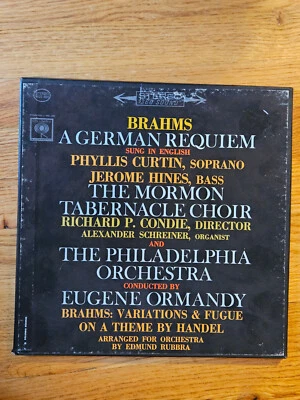 STEREO
BRAHMS
A GERMAN REQUIEM
SUNG IN ENGLISH
PHYLLIS CURTIN, SOPRANO
JEROME HINES, BASS
THE MORMON
TABERNACLE CHOIR
RICHARD P. CONDIE, DIRECTOR
ALEXANDER SCHREINER, ORGANIST
AND
THE PHILADELPHIA
ORCHESTRA
CONDUCTED BY
EUGENE ORMANDY
BRAHMS: VARIATIONS & FUGUE
ON A THEME BY HANDEL
ARRANGED FOR ORCHESTRA
BY EDMUND RUBBRA